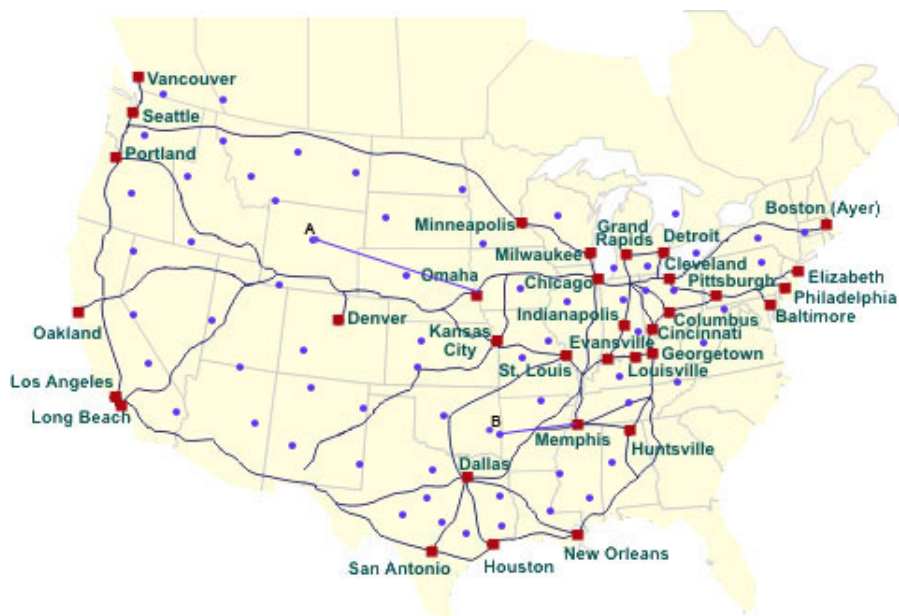 Vancouver
Seattle
Portland
Minneapolis
Milwaukee
Grand
Rapids
Detroit
Boston (Ayer)
A
Omaha
Chicago
Cleveland
Pittsburgh
Elizabeth
Philadelphia
Baltimore
Oakland
Denver
Kansas
City
Indianapolis
Columbus
Cincinnati
Evansville
Georgetown
St. Louis
Louisville
Los Angeles
Long Beach
B
Memphis
Huntsville
Dallas
San Antonio
Houston
New Orleans